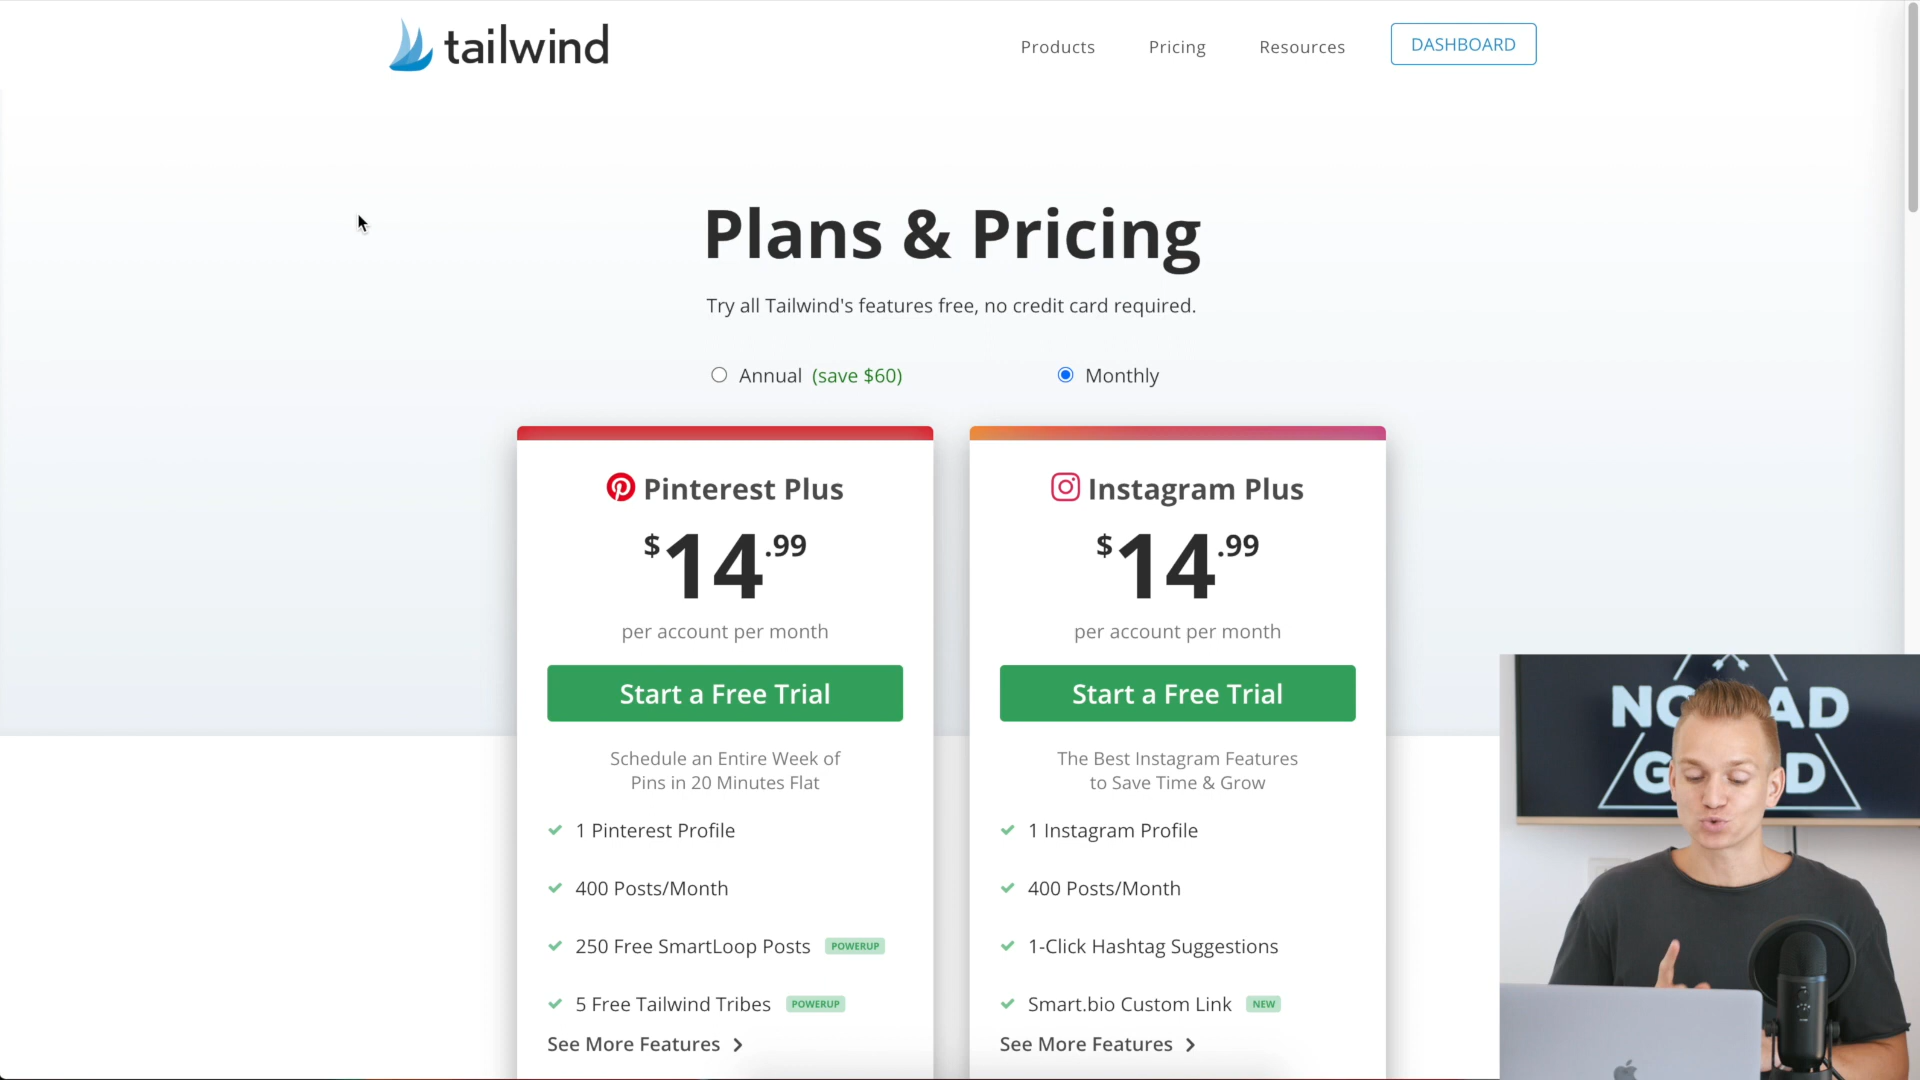 tailwind
Products
Pricing
Resources
DASHBOARD
Plans & Pricing
Try all Tailwind's features free, no credit card required.
Annual (save $60)
Monthly
Pinterest Plus
$14.99
per account per month
Start a Free Trial
Schedule an Entire Week of
Pins in 20 Minutes Flat
1 Pinterest Profile
400 Posts/Month
250 Free SmartLoop Posts POWERUP
5 Free Tailwind Tribes POWERUP
See More Features
Instagram Plus
$14.99
per account per month
Start a Free Trial
The Best Instagram Features
to Save Time & Grow
1 Instagram Profile
400 Posts/Month
1-Click Hashtag Suggestions
Smart.bio Custom Link NEW
See More Features